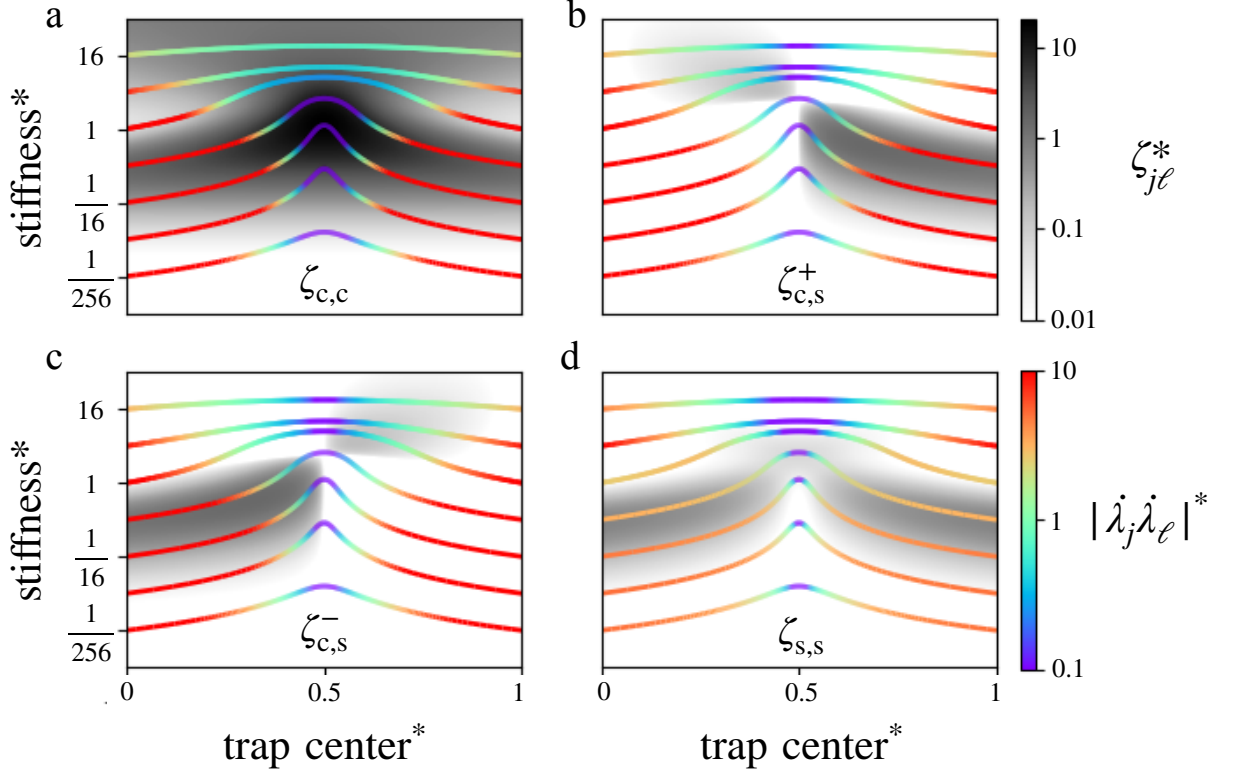 a
b
16
1
1
16
1
256
stiffness*
ζc,c
ζ⁺c,s
10
1
0.1
0.01
ζ*jℓ
c
d
16
1
1
16
1
256
stiffness*
ζ⁻c,s
ζs,s
10
1
0.1
|λ̇jλ̇ℓ|*
0 0.5 1
0 0.5 1
trap center*
trap center*